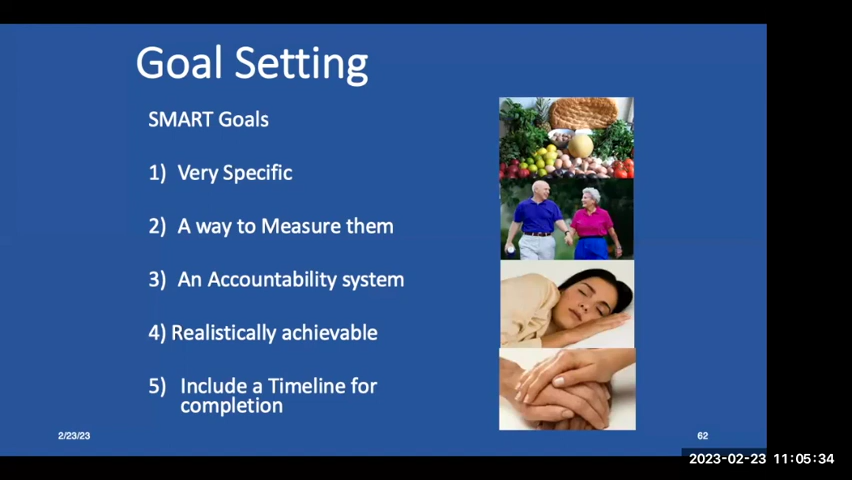 Goal Setting
SMART Goals
1) Very Specific
2) A way to Measure them
3) An Accountability system
4) Realistically achievable
5) Include a Timeline for
completion
2/23/23
62
2023-02-23 11:05:34